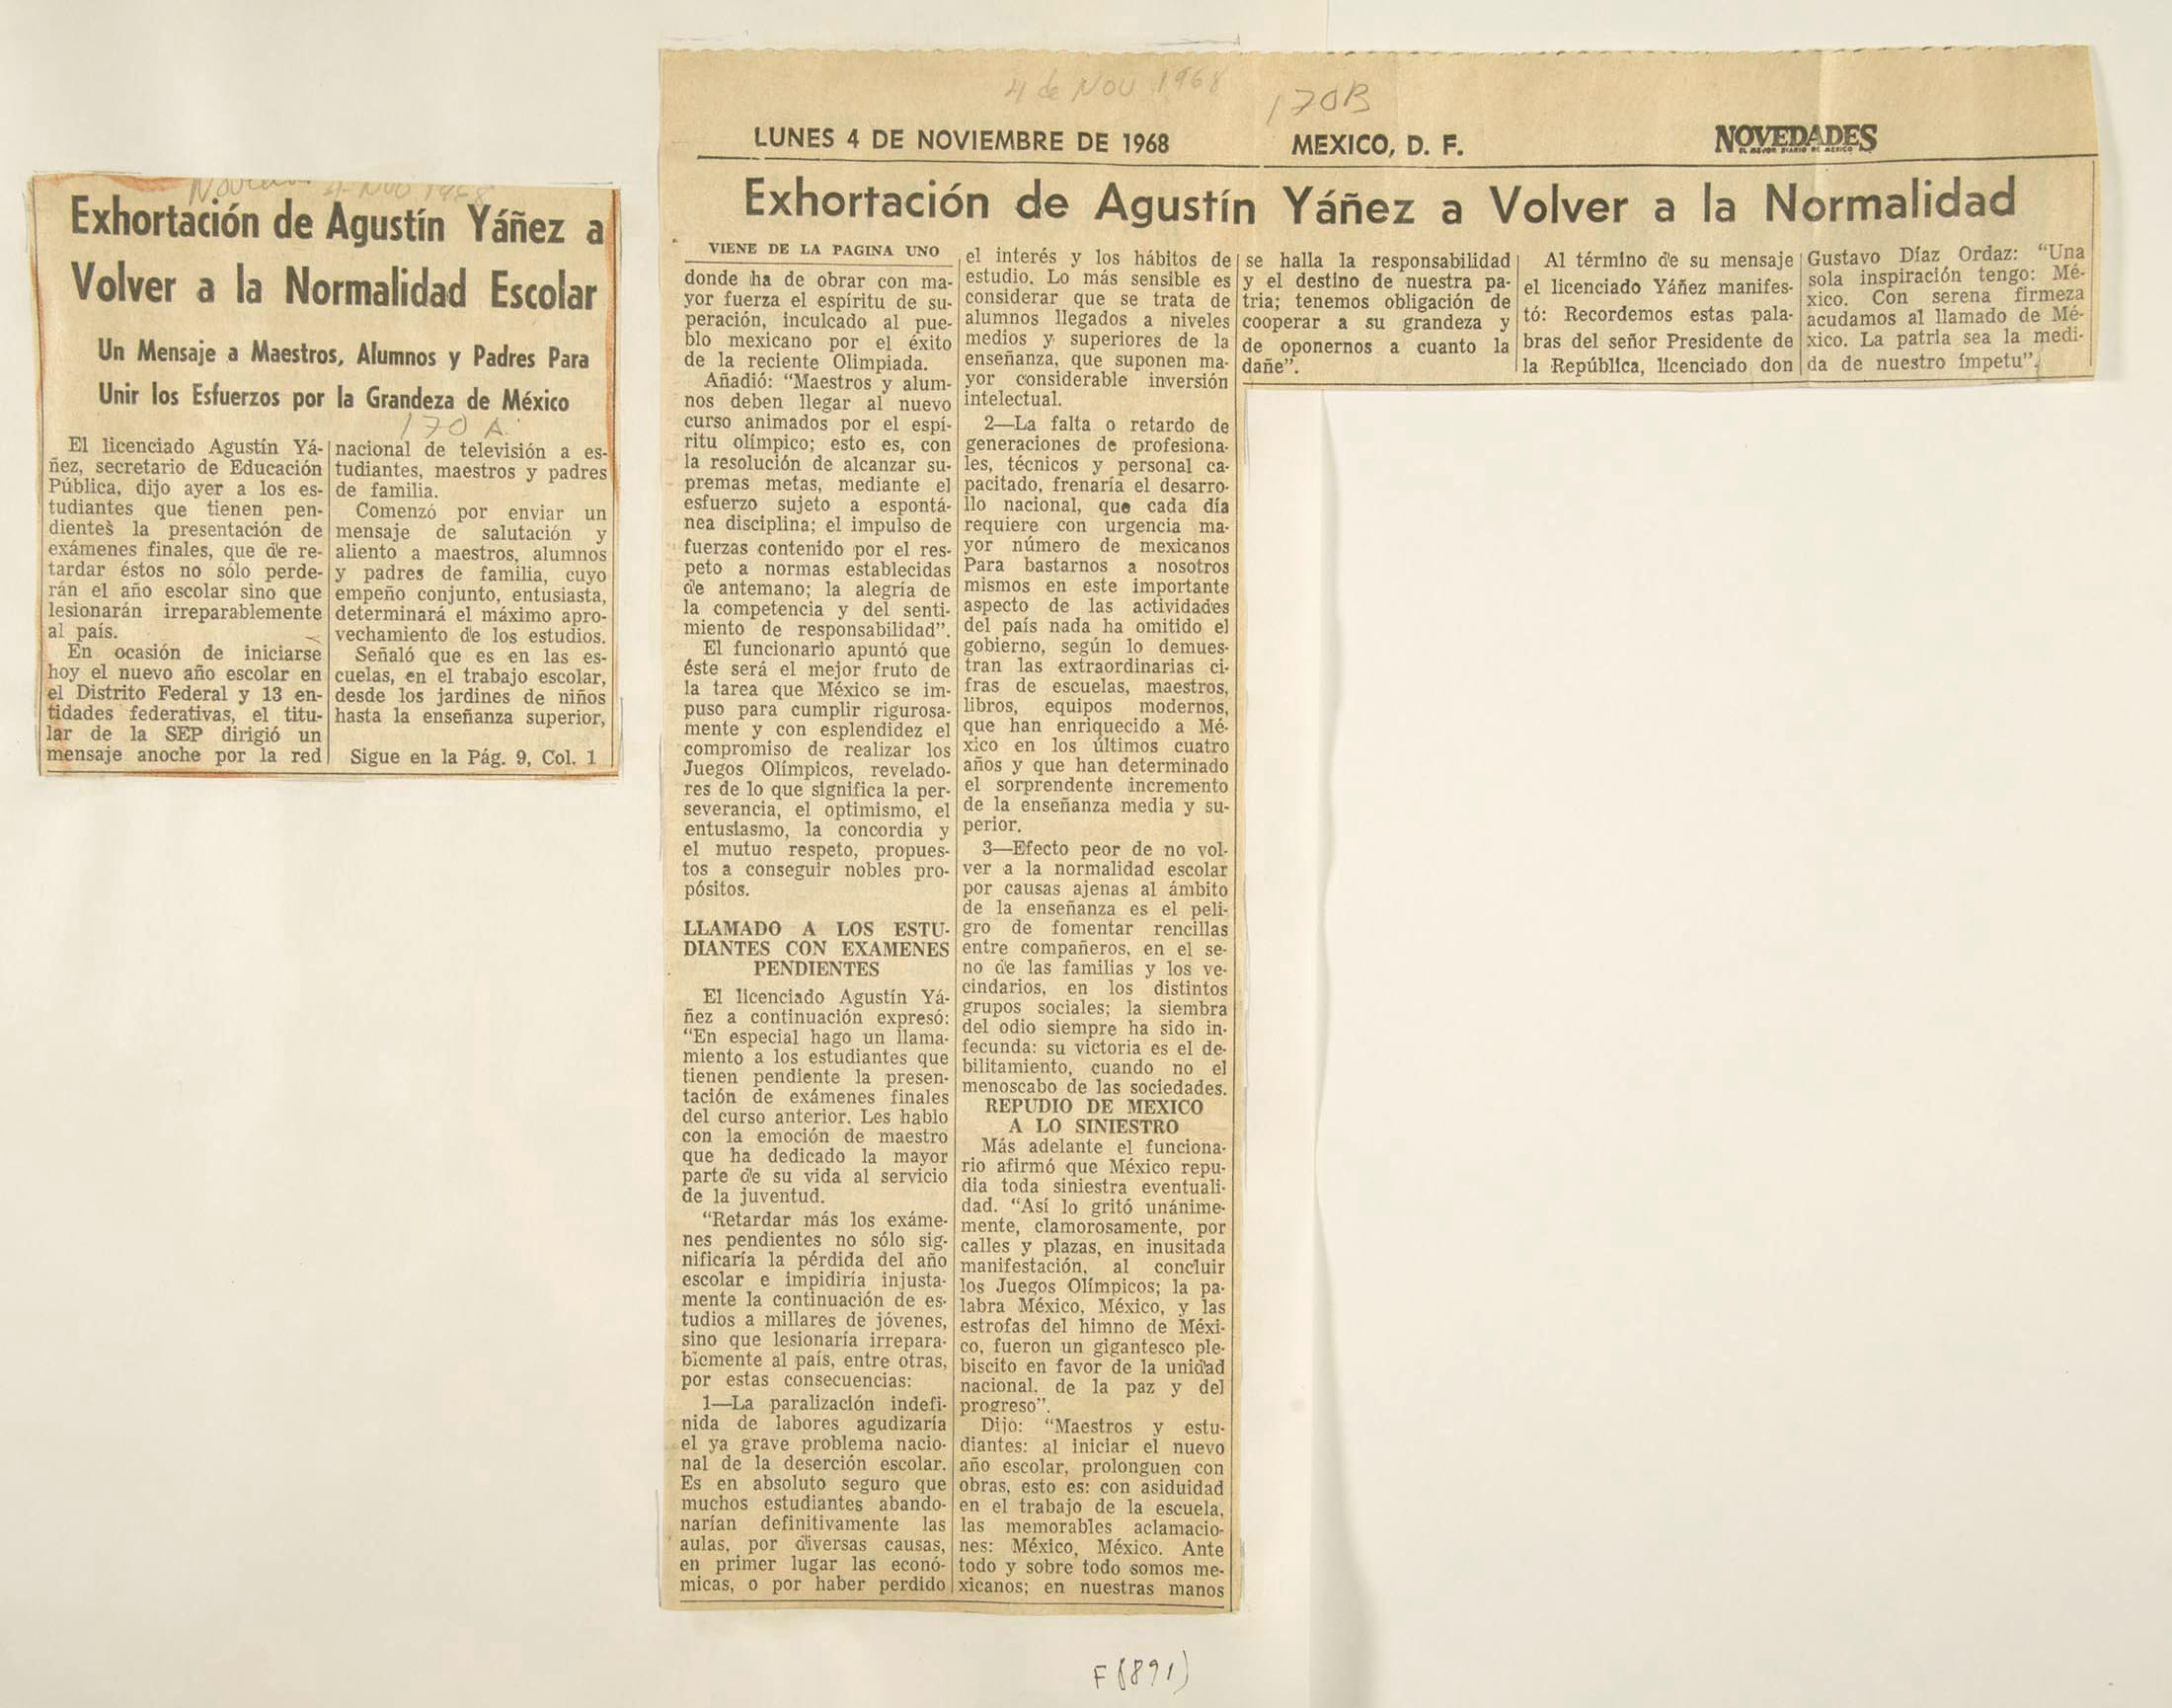 Novedades 4 Nov 1968
Exhortación de Agustín Yáñez a
Volver a la Normalidad Escolar
Un Mensaje a Maestros, Alumnos y Padres Para
Unir los Esfuerzos por la Grandeza de México
170 A.
El licenciado Agustín Yá-
ñez, secretario de Educación
Pública, dijo ayer a los es-
tudiantes que tienen pen-
dientes la presentación de
exámenes finales, que de re-
tardar éstos no sólo perde-
rán el año escolar sino que
lesionarán irreparablemente
al país.
En ocasión de iniciarse
hoy el nuevo año escolar en
el Distrito Federal y 13 en-
tidades federativas, el titu-
lar de la SEP dirigió un
mensaje anoche por la red
nacional de televisión a es-
tudiantes, maestros y padres
de familia.
Comenzó por enviar un
mensaje de salutación y
aliento a maestros, alumnos
y padres de familia, cuyo
empeño conjunto, entusiasta,
determinará el máximo apro-
vechamiento de los estudios.
Señaló que es en las es-
cuelas, en el trabajo escolar,
desde los jardines de niños
hasta la enseñanza superior,
Sigue en la Pág. 9, Col. 1
4 de Nov 1968
170B
LUNES 4 DE NOVIEMBRE DE 1968 MEXICO, D. F. NOVEDADES
EL MEJOR DIARIO DE MEXICO
Exhortación de Agustín Yáñez a Volver a la Normalidad
VIENE DE LA PAGINA UNO
donde ha de obrar con ma-
yor fuerza el espíritu de su-
peración, inculcado al pue-
blo mexicano por el éxito
de la reciente Olimpiada.
Añadió: “Maestros y alum-
nos deben llegar al nuevo
curso animados por el espí-
ritu olímpico; esto es, con
la resolución de alcanzar su-
premas metas, mediante el
esfuerzo sujeto a espontá-
nea disciplina; el impulso de
fuerzas contenido por el res-
peto a normas establecidas
de antemano; la alegría de
la competencia y del senti-
miento de responsabilidad”.
El funcionario apuntó que
éste será el mejor fruto de
la tarea que México se im-
puso para cumplir rigurosa-
mente y con esplendidez el
compromiso de realizar los
Juegos Olímpicos, revelado-
res de lo que significa la per-
severancia, el optimismo, el
entusiasmo, la concordia y
el mutuo respeto, propues-
tos a conseguir nobles pro-
pósitos.
LLAMADO A LOS ESTU-
DIANTES CON EXAMENES
PENDIENTES
El licenciado Agustín Yá-
ñez a continuación expresó:
“En especial hago un llama-
miento a los estudiantes que
tienen pendiente la presen-
tación de exámenes finales
del curso anterior. Les hablo
con la emoción de maestro
que ha dedicado la mayor
parte de su vida al servicio
de la juventud.
“Retardar más los exáme-
nes pendientes no sólo sig-
nificaría la pérdida del año
escolar e impidiría injusta-
mente la continuación de es-
tudios a millares de jóvenes,
sino que lesionaría irrepara-
blemente al país, entre otras,
por estas consecuencias:
1—La paralización indefi-
nida de labores agudizaría
el ya grave problema nacio-
nal de la deserción escolar.
Es en absoluto seguro que
muchos estudiantes abando-
narían definitivamente las
aulas, por diversas causas,
en primer lugar las econó-
micas, o por haber perdido
el interés y los hábitos de
estudio. Lo más sensible es
considerar que se trata de
alumnos llegados a niveles
medios y superiores de la
enseñanza, que suponen ma-
yor considerable inversión
intelectual.
2—La falta o retardo de
generaciones de profesiona-
les, técnicos y personal ca-
pacitado, frenaría el desarro-
llo nacional, que cada día
requiere con urgencia ma-
yor número de mexicanos
Para bastarnos a nosotros
mismos en este importante
aspecto de las actividades
del país nada ha omitido el
gobierno, según lo demues-
tran las extraordinarias ci-
fras de escuelas, maestros,
libros, equipos modernos,
que han enriquecido a Mé-
xico en los últimos cuatro
años y que han determinado
el sorprendente incremento
de la enseñanza media y su-
perior.
3—Efecto peor de no vol-
ver a la normalidad escolar
por causas ajenas al ámbito
de la enseñanza es el peli-
gro de fomentar rencillas
entre compañeros, en el se-
no de las familias y los ve-
cindarios, en los distintos
grupos sociales; la siembra
del odio siempre ha sido in-
fecunda: su victoria es el de-
bilitamiento, cuando no el
menoscabo de las sociedades.
REPUDIO DE MEXICO
A LO SINIESTRO
Más adelante el funciona-
rio afirmó que México repu-
dia toda siniestra eventuali-
dad. “Así lo gritó unánime-
mente, clamorosamente, por
calles y plazas, en inusitada
manifestación, al concluir
los Juegos Olímpicos; la pa-
labra México, México, y las
estrofas del himno de Méxi-
co, fueron un gigantesco ple-
biscito en favor de la unidad
nacional, de la paz y del
progreso”.
Dijo: “Maestros y estu-
diantes: al iniciar el nuevo
año escolar, prolonguen con
obras, esto es: con asiduidad
en el trabajo de la escuela,
las memorables aclamacio-
nes: México, México. Ante
todo y sobre todo somos me-
xicanos; en nuestras manos
se halla la responsabilidad
y el destino de nuestra pa-
tria; tenemos obligación de
cooperar a su grandeza y
de oponernos a cuanto la
dañe”.
Al término de su mensaje
el licenciado Yáñez manifes-
tó: Recordemos estas pala-
bras del señor Presidente de
la República, licenciado don
Gustavo Díaz Ordaz: “Una
sola inspiración tengo: Mé-
xico. Con serena firmeza
acudamos al llamado de Mé-
xico. La patria sea la medi-
da de nuestro ímpetu”.
F(891)